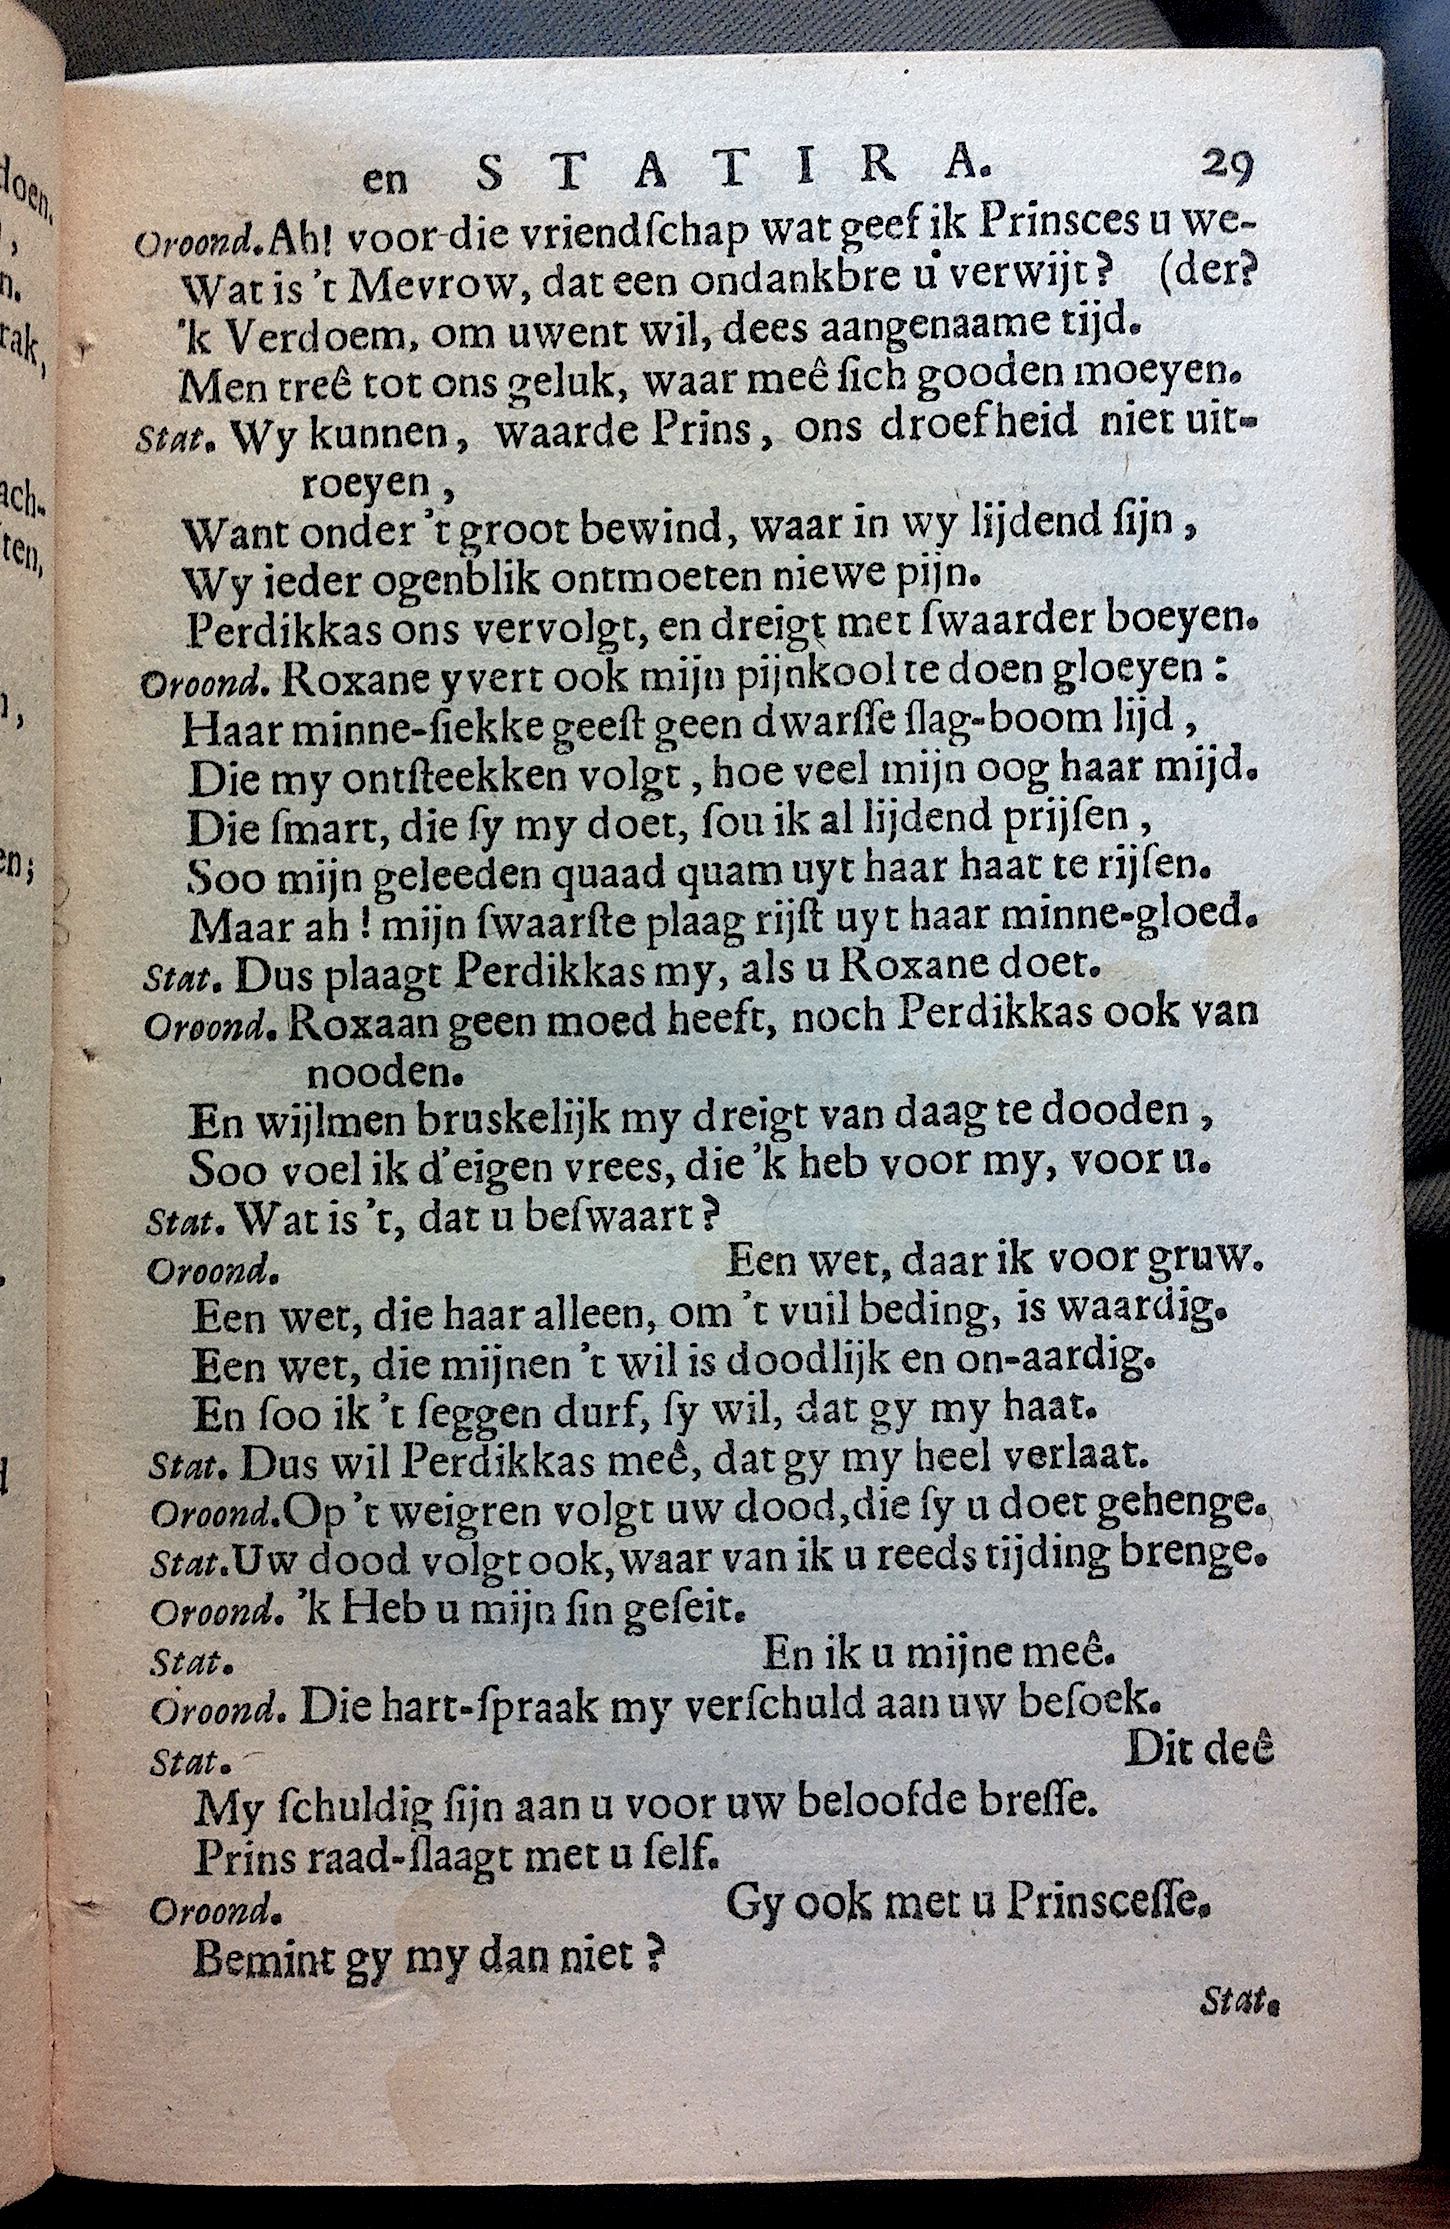 en STATIRA. 29
Oroond. Ah! voor die vriendſchap wat geef ik Prinsces u we-
Wat is 't Mevrow, dat een ondankbre u verwijt? (der?
'k Verdoem, om uwent wil, dees aangenaame tijd.
Men treê tot ons geluk, waar meê ſich gooden moeyen.
Stat. Wy kunnen, waarde Prins, ons droefheid niet uit-
roeyen,
Want onder 't groot bewind, waar in wy lijdend ſijn,
Wy ieder ogenblik ontmoeten niewe pijn.
Perdikkas ons vervolgt, en dreigt met ſwaarder boeyen.
Oroond. Roxane yvert ook mijn pijnkool te doen gloeyen:
Haar minne-ſiekke geeſt geen dwarſſe ſlag-boom lijd,
Die my ontſteekken volgt, hoe veel mijn oog haar mijd.
Die ſmart, die ſy my doet, ſou ik al lijdend prijſen,
Soo mijn geleeden quaad quam uyt haar haat te rijſen.
Maar ah! mijn ſwaarſte plaag rijſt uyt haar minne-gloed.
Stat. Dus plaagt Perdikkas my, als u Roxane doet.
Oroond. Roxaan geen moed heeft, noch Perdikkas ook van
nooden.
En wijlmen bruskelijk my dreigt van daag te dooden,
Soo voel ik d'eigen vrees, die 'k heb voor my, voor u.
Stat. Wat is 't, dat u beſwaart?
Oroond. Een wet, daar ik voor gruw.
Een wet, die haar alleen, om 't vuil beding, is waardig.
Een wet, die mijnen 't wil is doodlijk en on-aardig.
En ſoo ik 't ſeggen durf, ſy wil, dat gy my haat.
Stat. Dus wil Perdikkas meê, dat gy my heel verlaat.
Oroond. Op 't weigren volgt uw dood, die ſy u doet gehenge.
Stat. Uw dood volgt ook, waar van ik u reeds tijding brenge.
Oroond. 'k Heb u mijn ſin geſeit.
Stat. En ik u mijne meê.
Oroond. Die hart-ſpraak my verſchuld aan uw beſoek.
Stat. Dit deê
My ſchuldig ſijn aan u voor uw beloofde breſſe.
Prins raad-ſlaagt met u ſelf.
Oroond. Gy ook met u Prinsceſſe.
Bemint gy my dan niet?
Stat.